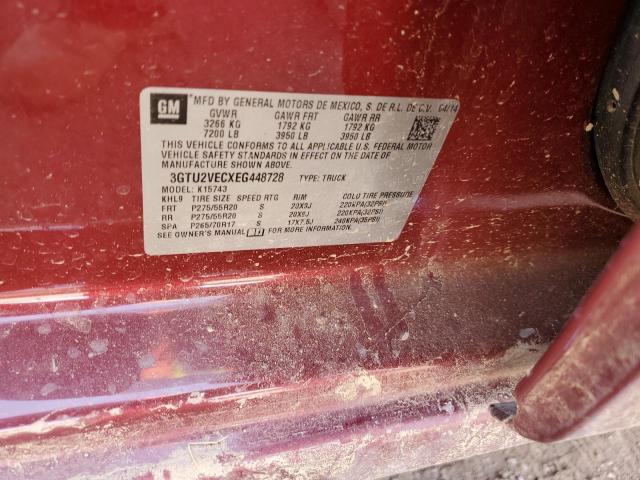 GM *MFD BY GENERAL MOTORS DE MEXICO, S. DE R.L. DE C.V. 04/14
GVWR GAWR FRT GAWR RR
3266 KG 1792 KG 1792 KG
7200 LB 3950 LB 3950 LB
THIS VEHICLE CONFORMS TO ALL APPLICABLE U.S. FEDERAL MOTOR
VEHICLE SAFETY STANDARDS IN EFFECT ON THE DATE OF
MANUFACTURE SHOWN ABOVE.
3GTU2VECXEG448728 TYPE: TRUCK
MODEL: K15743
KHL9 TIRE SIZE SPEED RTG RIM COLD TIRE PRESSURE
FRT P275/55R20 S 20X9J 220KPA(32PSI)
RR P275/55R20 S 20X9J 220KPA(32PSI)
SPA P265/70R17 S 17X7.5J 240KPA(35PSI)
SEE OWNER'S MANUAL